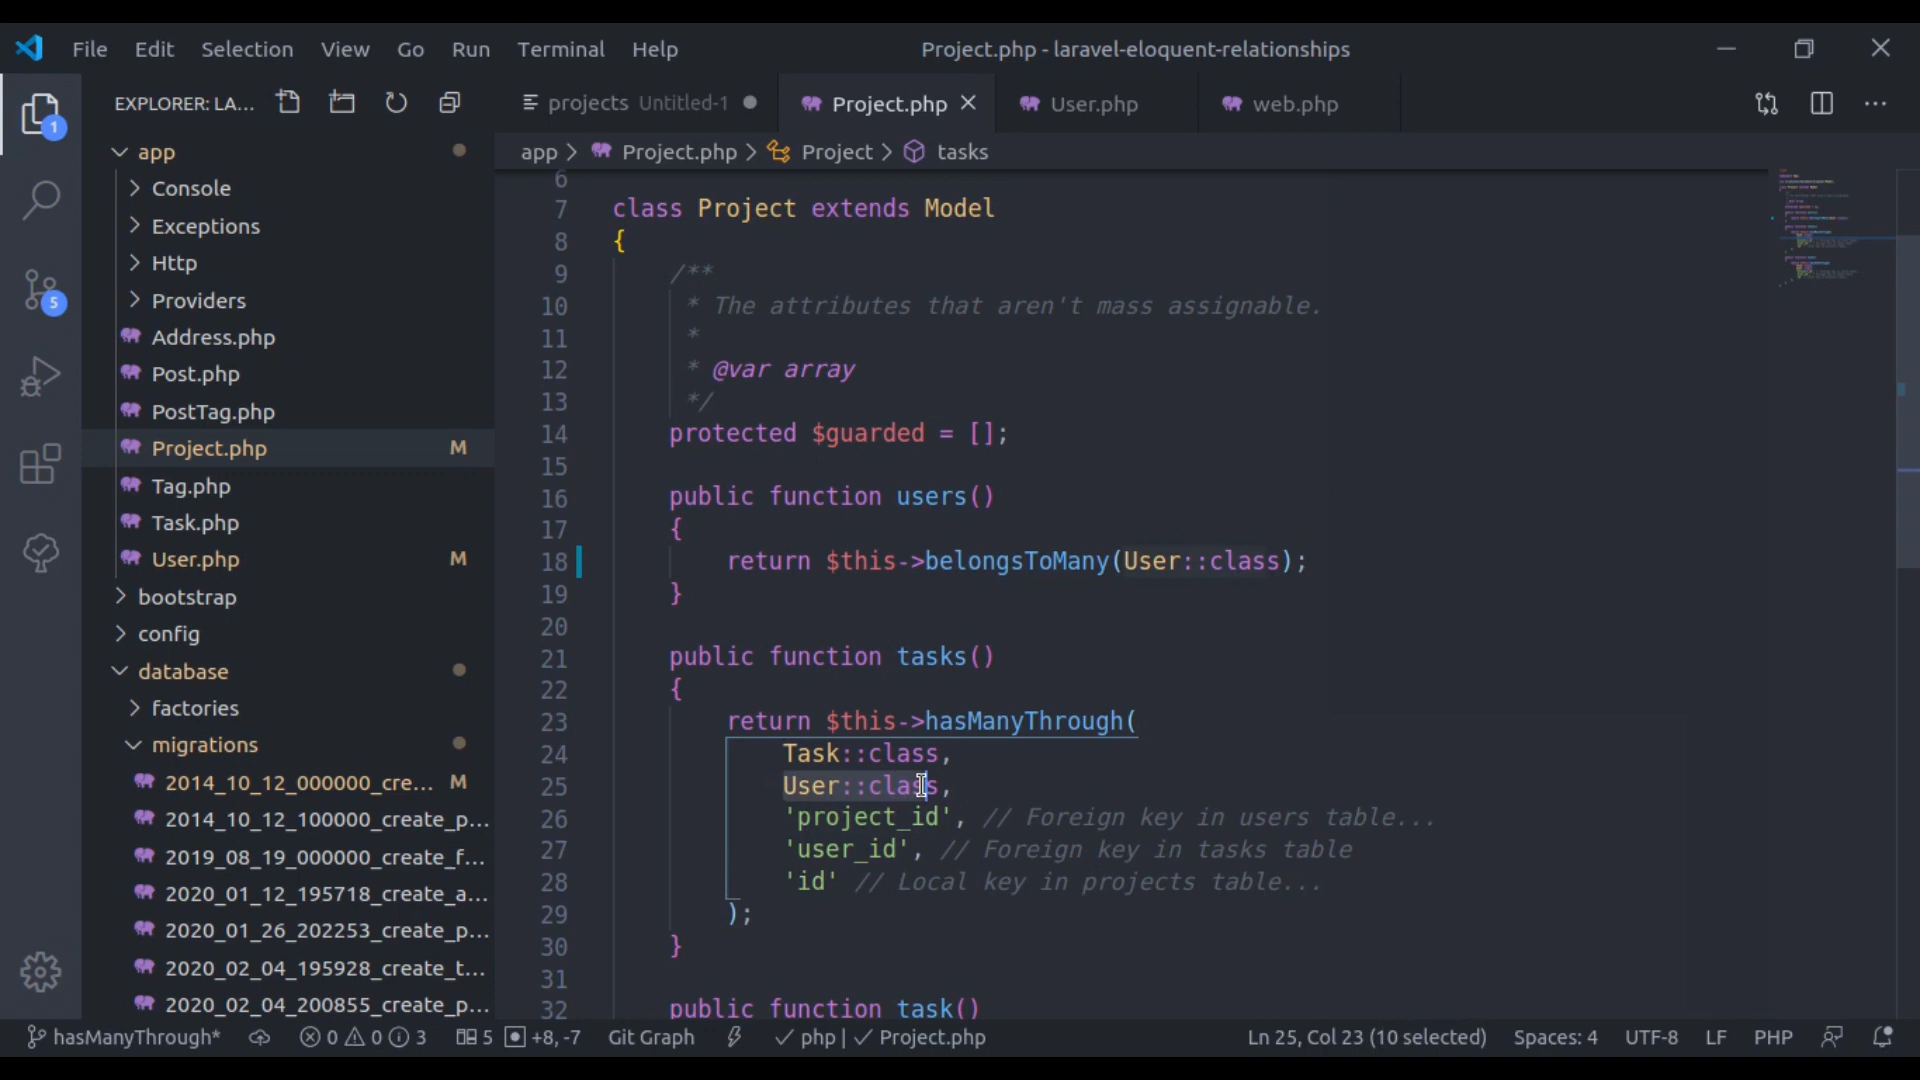 File Edit Selection View Go Run Terminal Help Project.php - laravel-eloquent-relationships
EXPLORER: LA...
projects Untitled-1
Project.php
User.php
web.php
app > Project.php > Project > tasks
app
Console
Exceptions
Http
Providers
Address.php
Post.php
PostTag.php
Project.php M
Tag.php
Task.php
User.php M
bootstrap
config
database
factories
migrations
2014_10_12_000000_cre... M
2014_10_12_100000_create_p...
2019_08_19_000000_create_f...
2020_01_12_195718_create_a...
2020_01_26_202253_create_p...
2020_02_04_195928_create_t...
2020_02_04_200855_create_p...
1
5
6
7 class Project extends Model
8 {
9 /**
10 * The attributes that aren't mass assignable.
11 *
12 * @var array
13 */
14 protected $guarded = [];
15
16 public function users()
17 {
18 return $this->belongsToMany(User::class);
19 }
20
21 public function tasks()
22 {
23 return $this->hasManyThrough(
24 Task::class,
25 User::class,
26 'project_id', // Foreign key in users table...
27 'user_id', // Foreign key in tasks table
28 'id' // Local key in projects table...
29 );
30 }
31
32 public function task()
hasManyThrough* 0 0 3 5 +8, -7 Git Graph php | Project.php Ln 25, Col 23 (10 selected) Spaces: 4 UTF-8 LF PHP